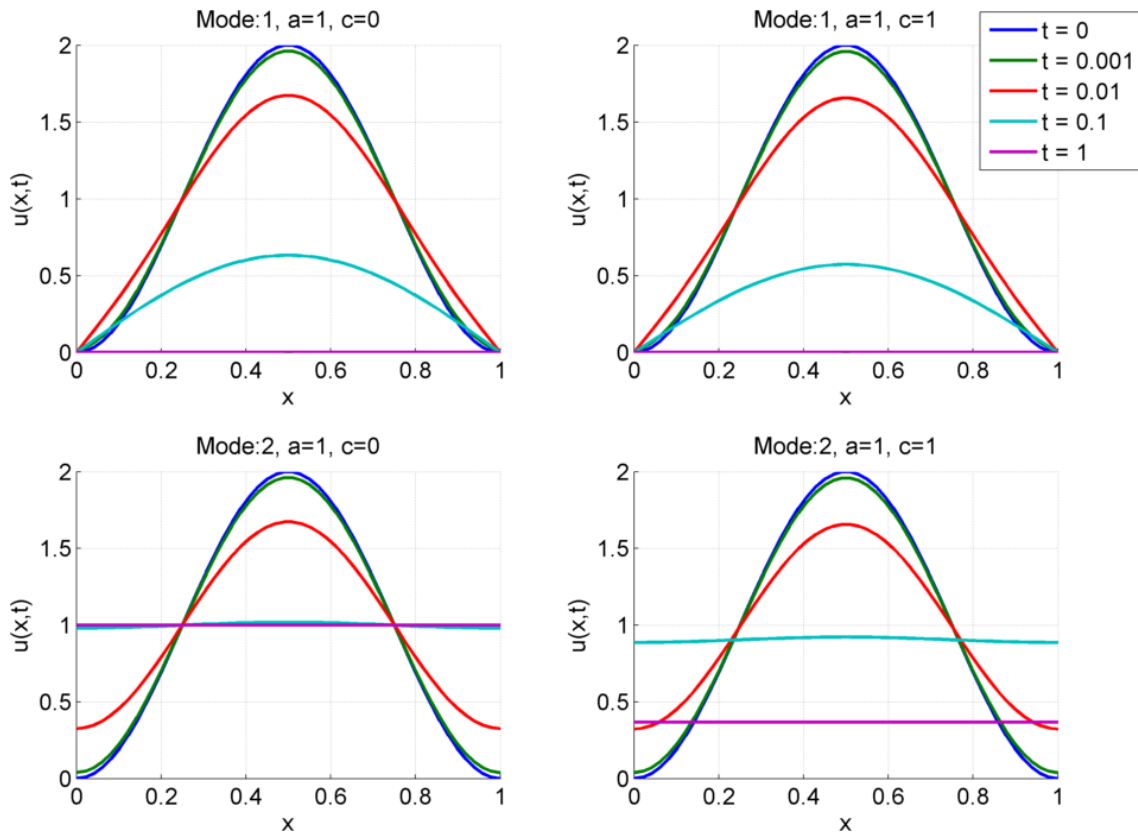 Mode:1, a=1, c=0
2
1.5
1
0.5
0
u(x,t)
0 0.2 0.4 0.6 0.8 1
x
Mode:1, a=1, c=1
2
1.5
1
0.5
0
u(x,t)
0 0.2 0.4 0.6 0.8 1
x
t = 0
t = 0.001
t = 0.01
t = 0.1
t = 1
Mode:2, a=1, c=0
2
1.5
1
0.5
0
u(x,t)
0 0.2 0.4 0.6 0.8 1
x
Mode:2, a=1, c=1
2
1.5
1
0.5
0
u(x,t)
0 0.2 0.4 0.6 0.8 1
x